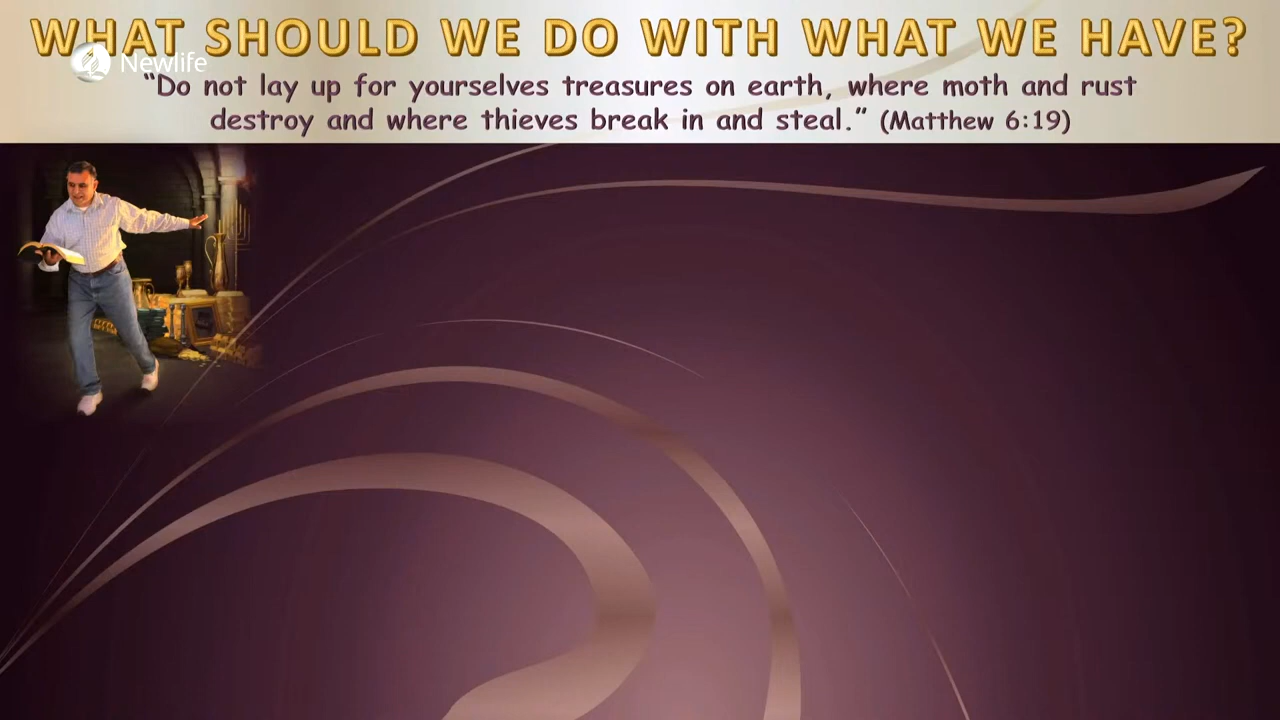 WHAT SHOULD WE DO WITH WHAT WE HAVE?
Newlife
“Do not lay up for yourselves treasures on earth, where moth and rust
destroy and where thieves break in and steal.” (Matthew 6:19)